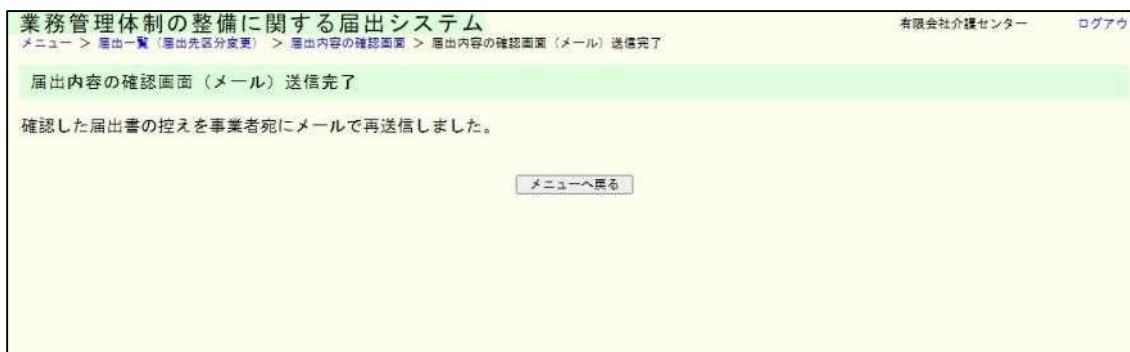 業務管理体制の整備に関する届出システム
有限会社介護センター
ログアウ
メニュー > 届出一覧（届出先区分変更） > 届出内容の確認画面 > 届出内容の確認画面（メール）送信完了
届出内容の確認画面（メール）送信完了
確認した届出書の控えを事業者宛にメールで再送信しました。
メニューへ戻る